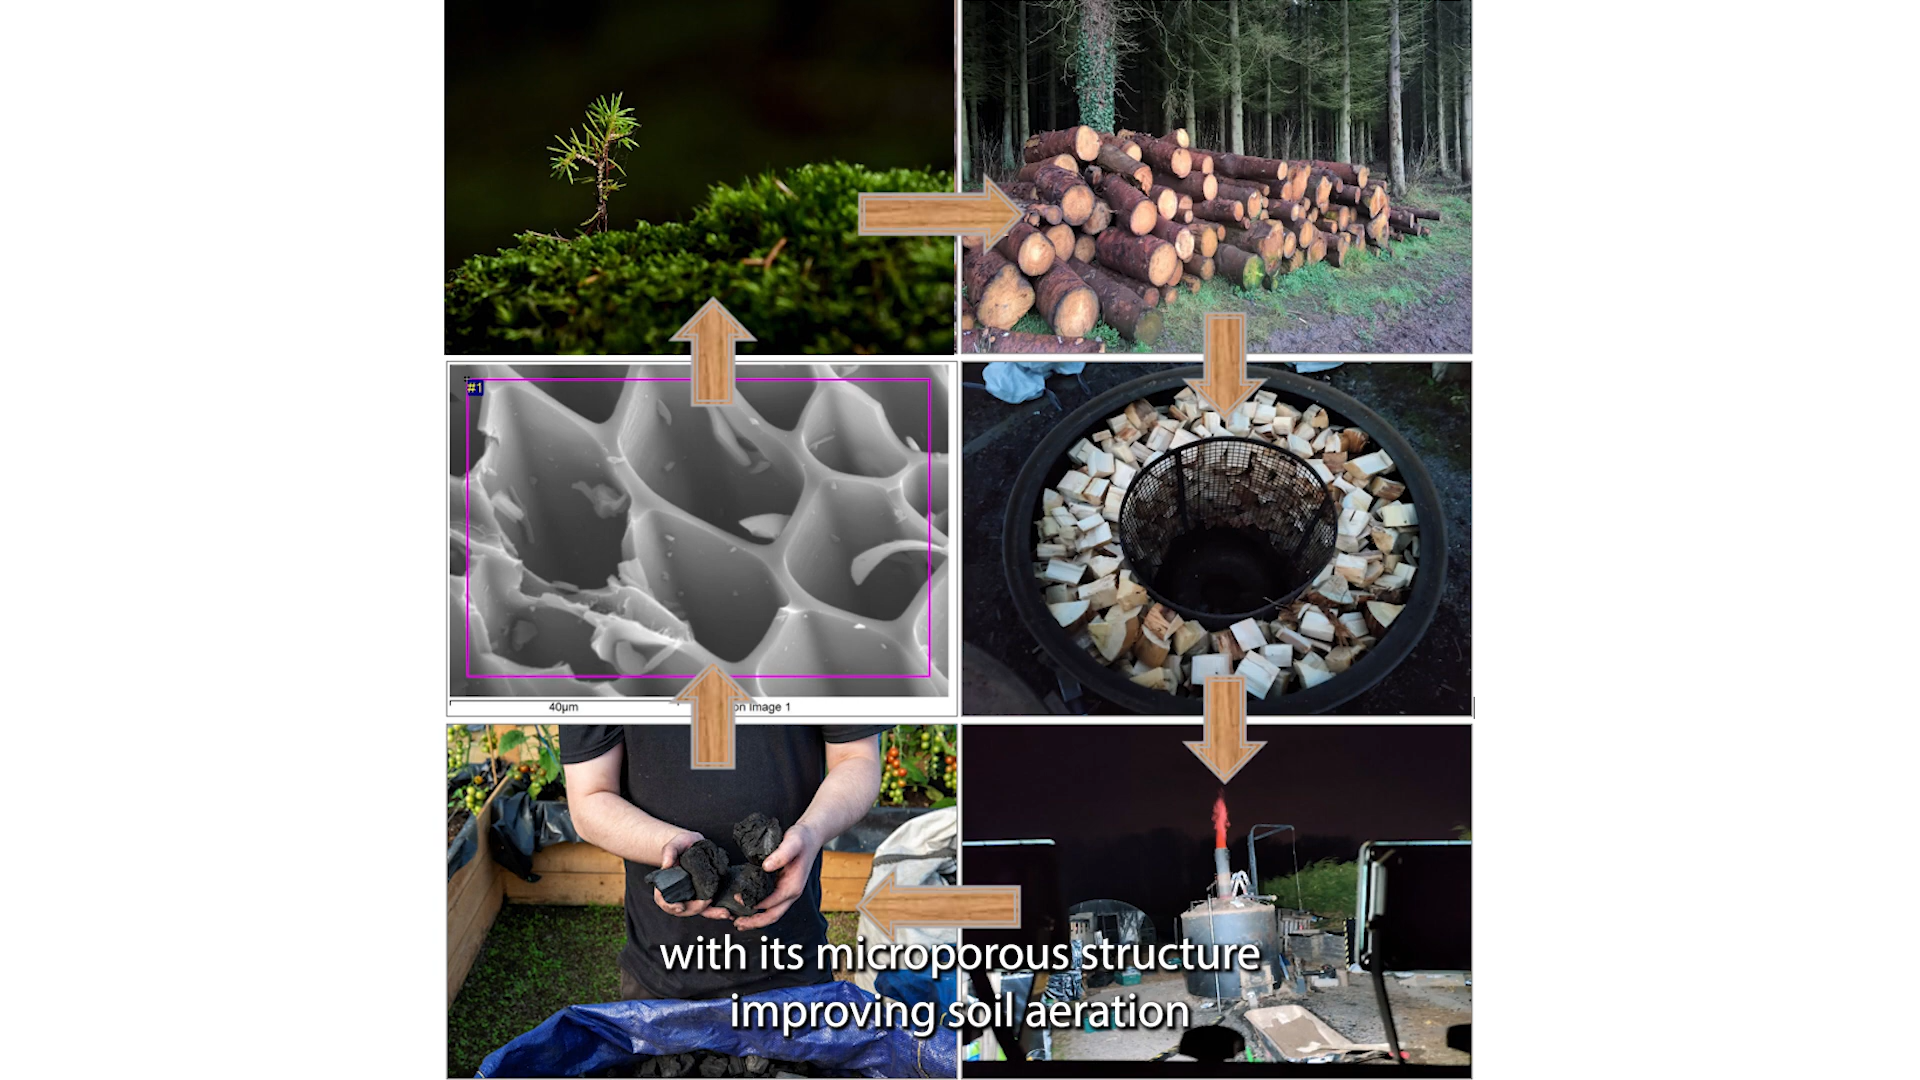 #1
40µm
on Image 1
with its microporous structure
improving soil aeration